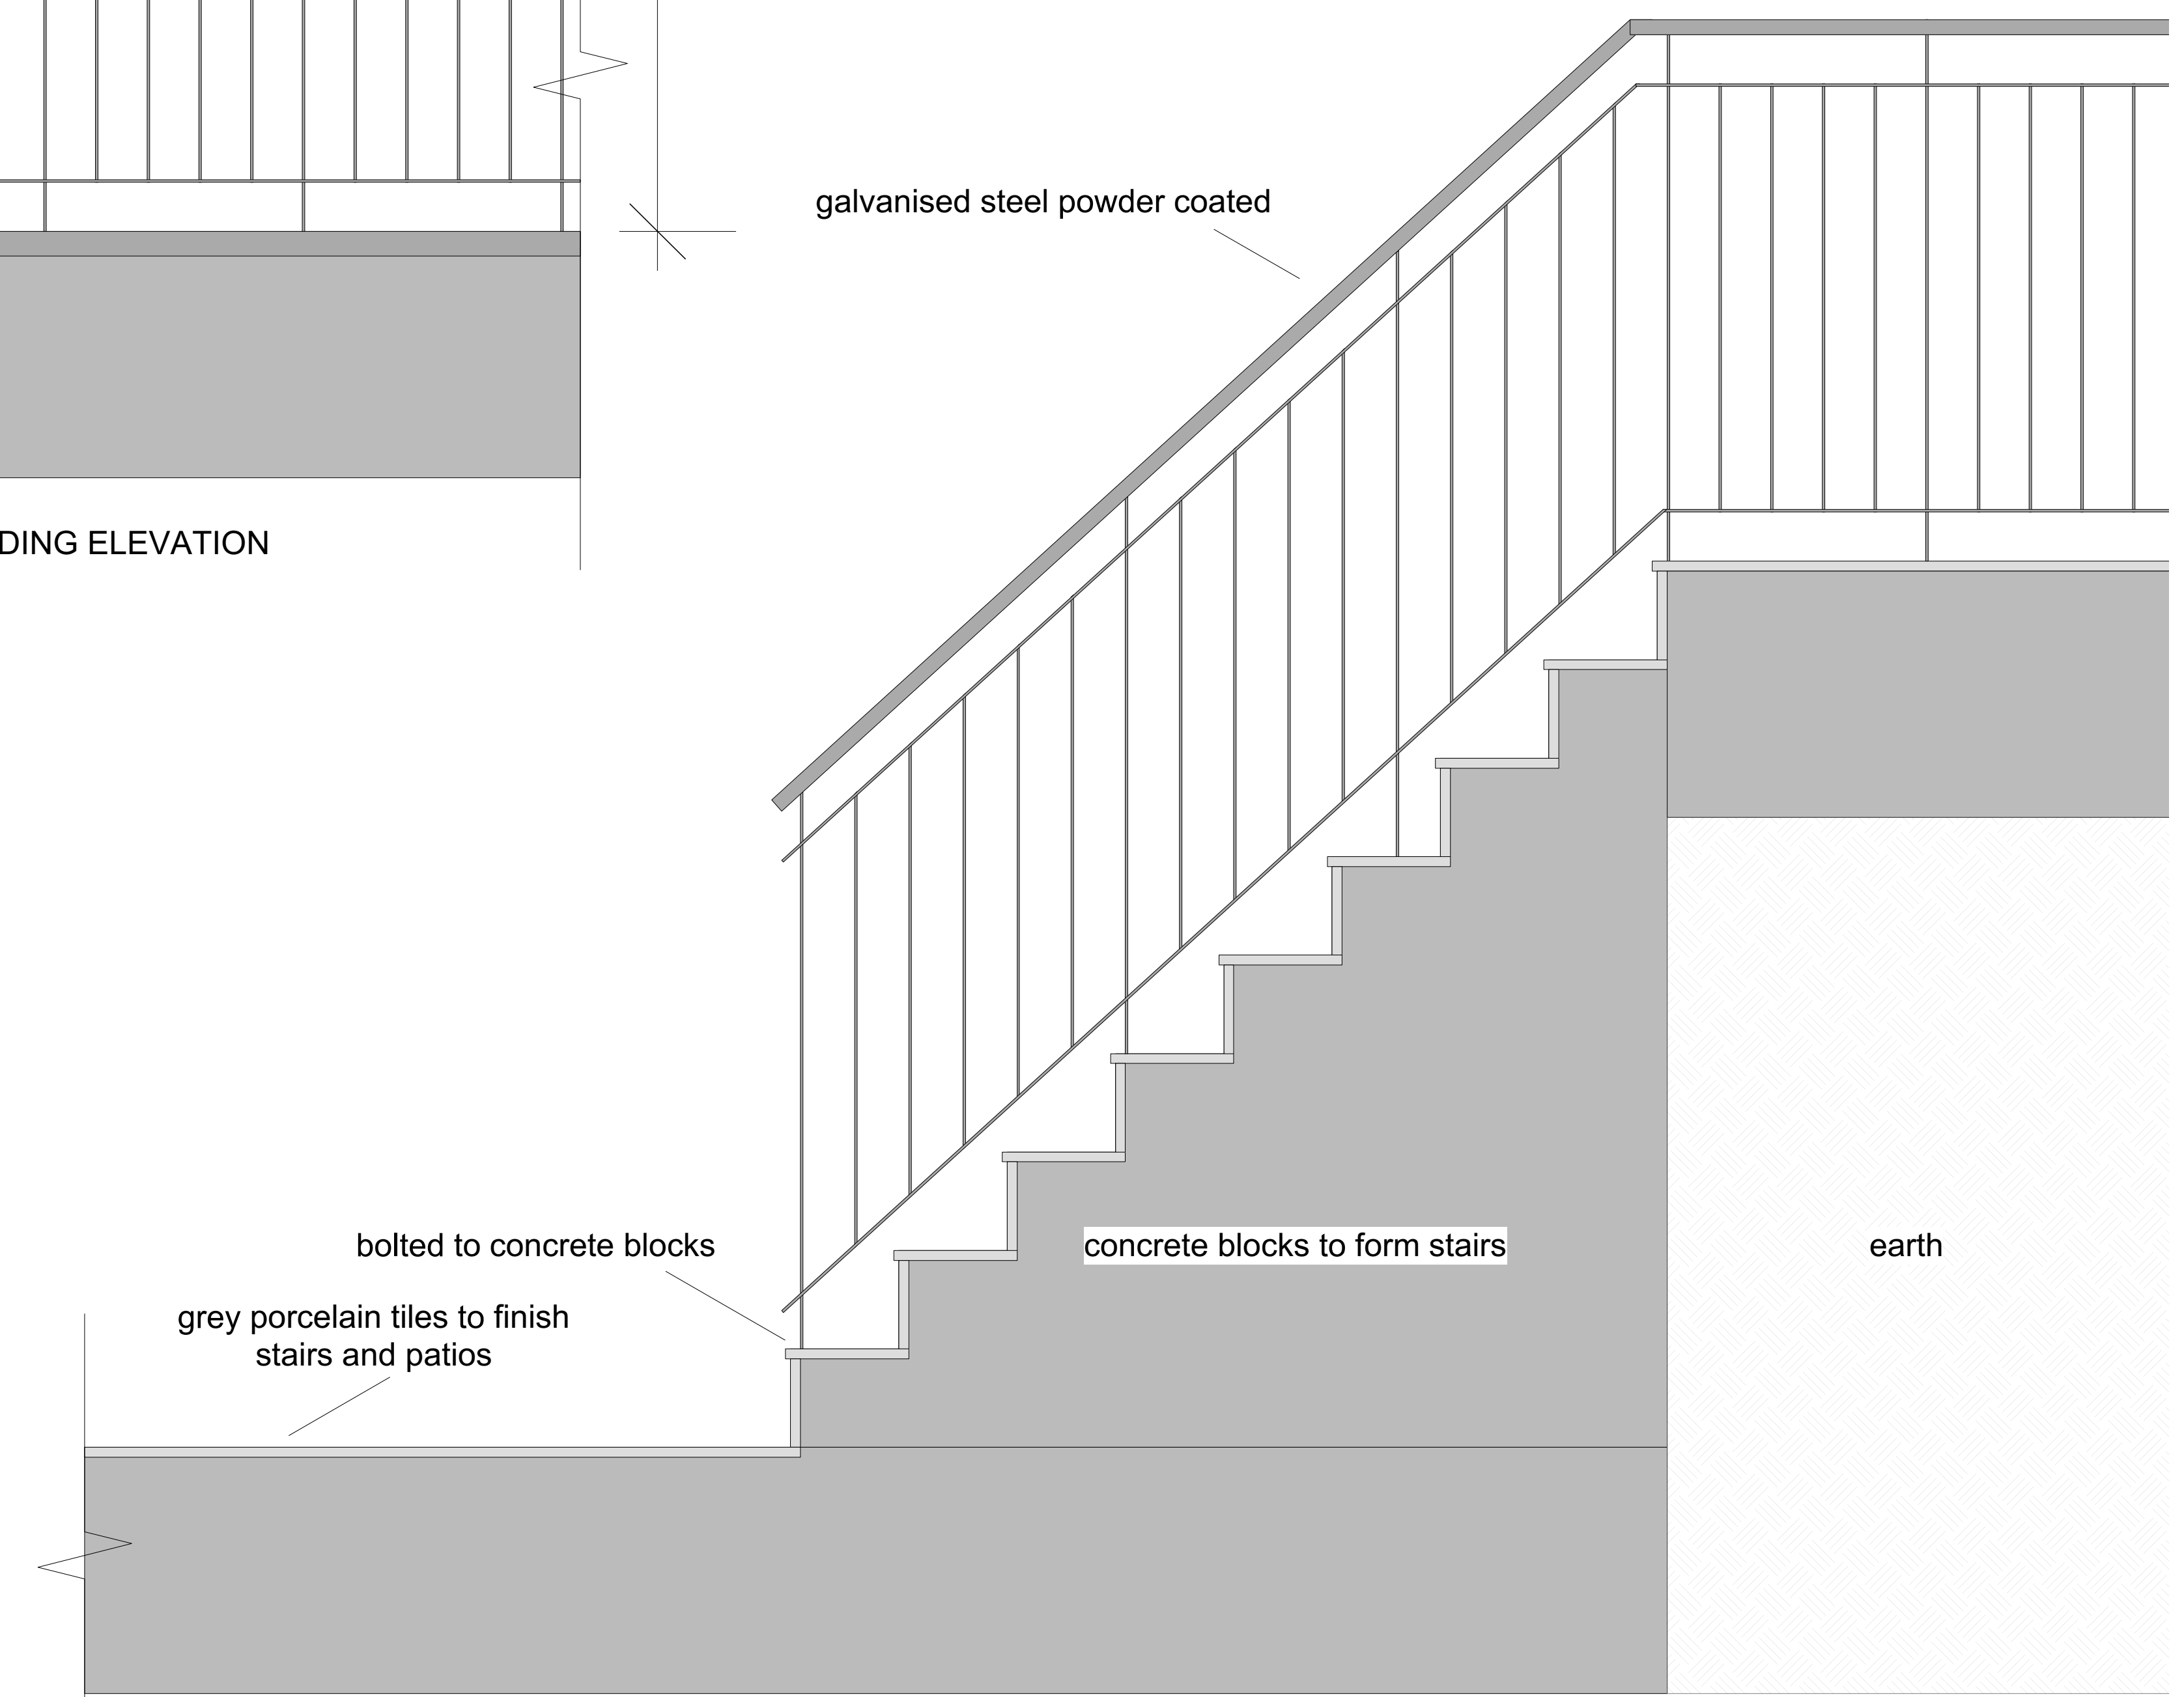 galvanised steel powder coated
DING ELEVATION
bolted to concrete blocks
concrete blocks to form stairs
earth
grey porcelain tiles to finish
stairs and patios